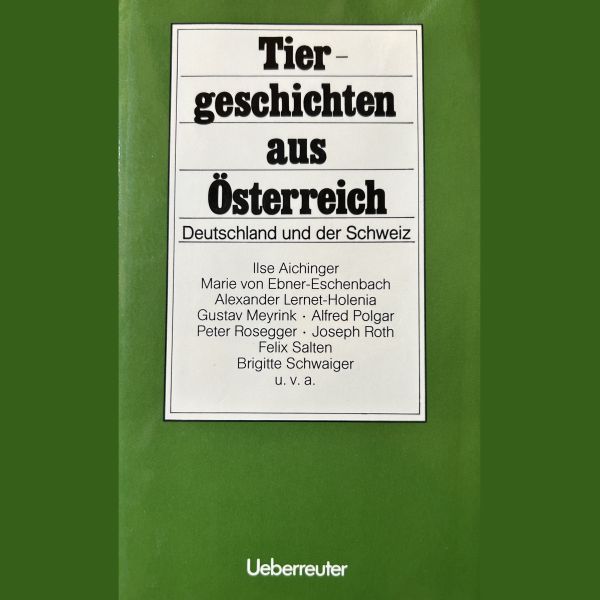 Tier–
geschichten
aus
Österreich
Deutschland und der Schweiz
Ilse Aichinger
Marie von Ebner-Eschenbach
Alexander Lernet-Holenia
Gustav Meyrink · Alfred Polgar
Peter Rosegger · Joseph Roth
Felix Salten
Brigitte Schwaiger
u. v. a.
Ueberreuter